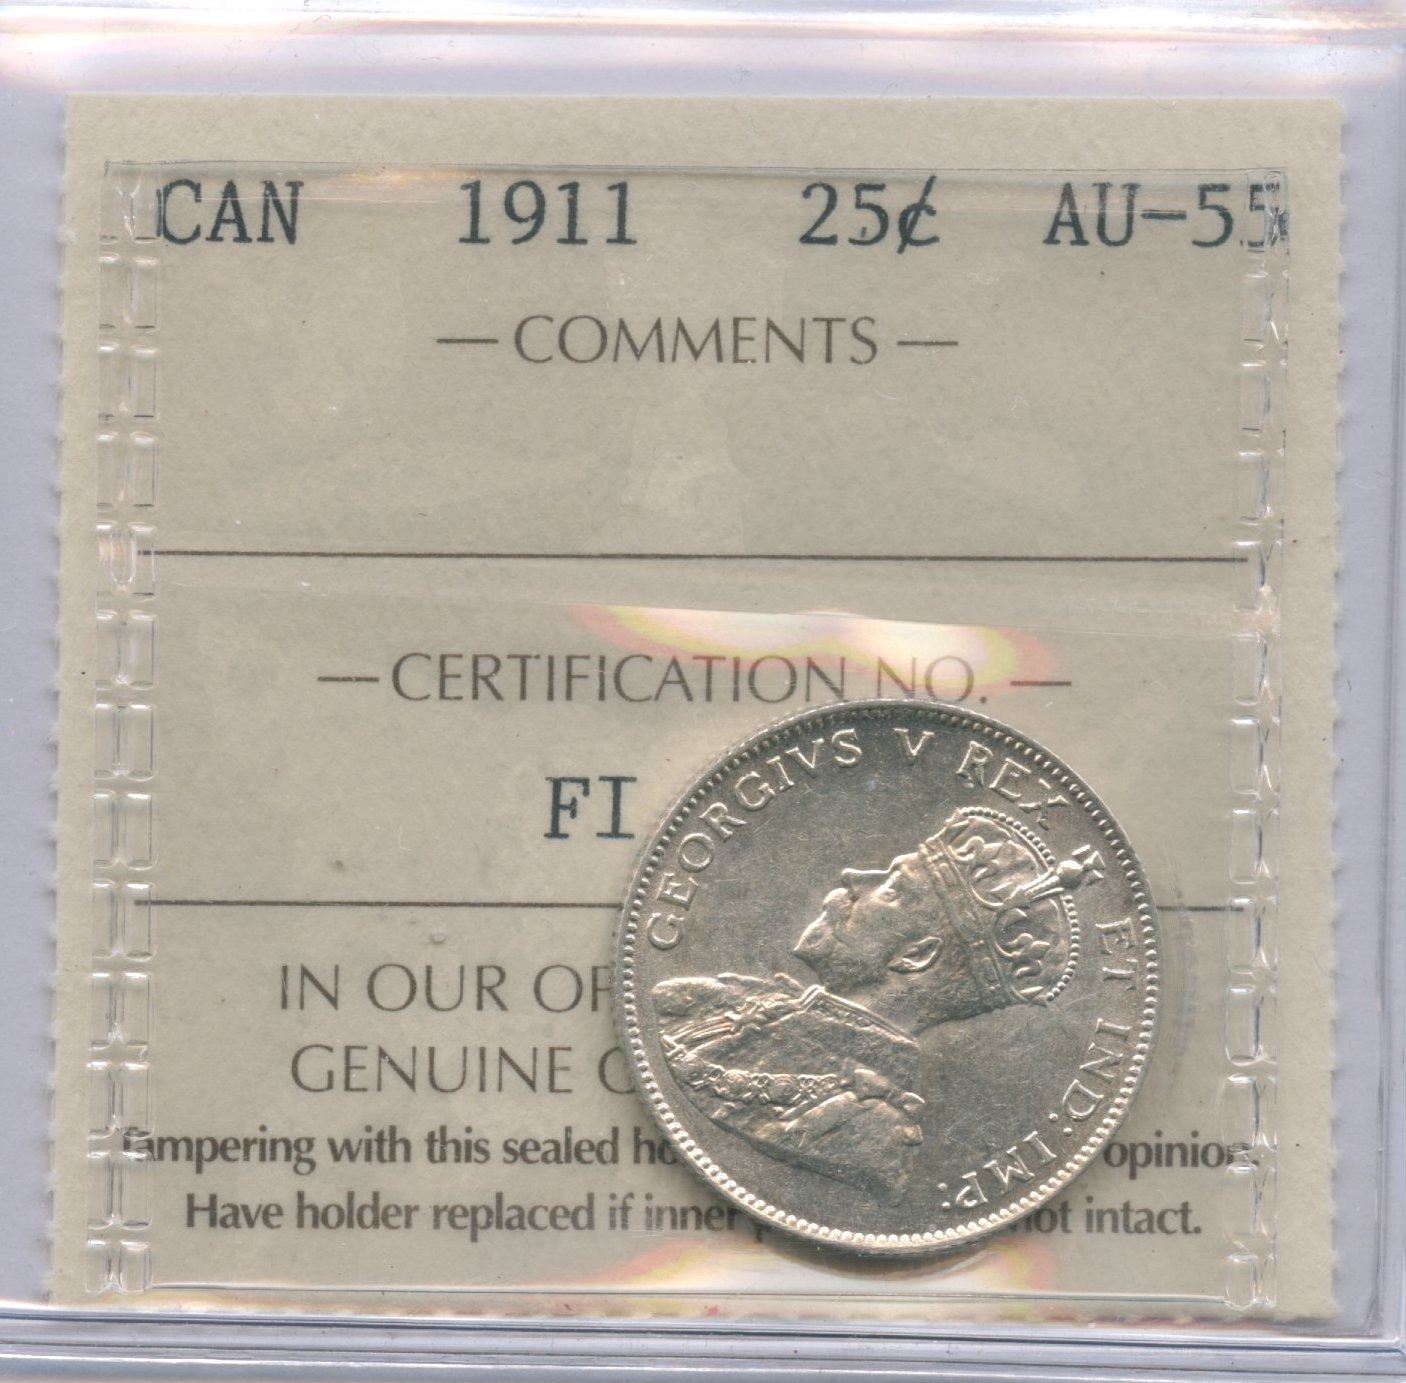 CAN 1911 25¢ AU-55
— COMMENTS —
— CERTIFICATION NO. —
FI
GEORGIVS V REX ET IND: IMP:
IN OUR OP
GENUINE
Tampering with this sealed opinion.
Have holder replaced if inner not intact.